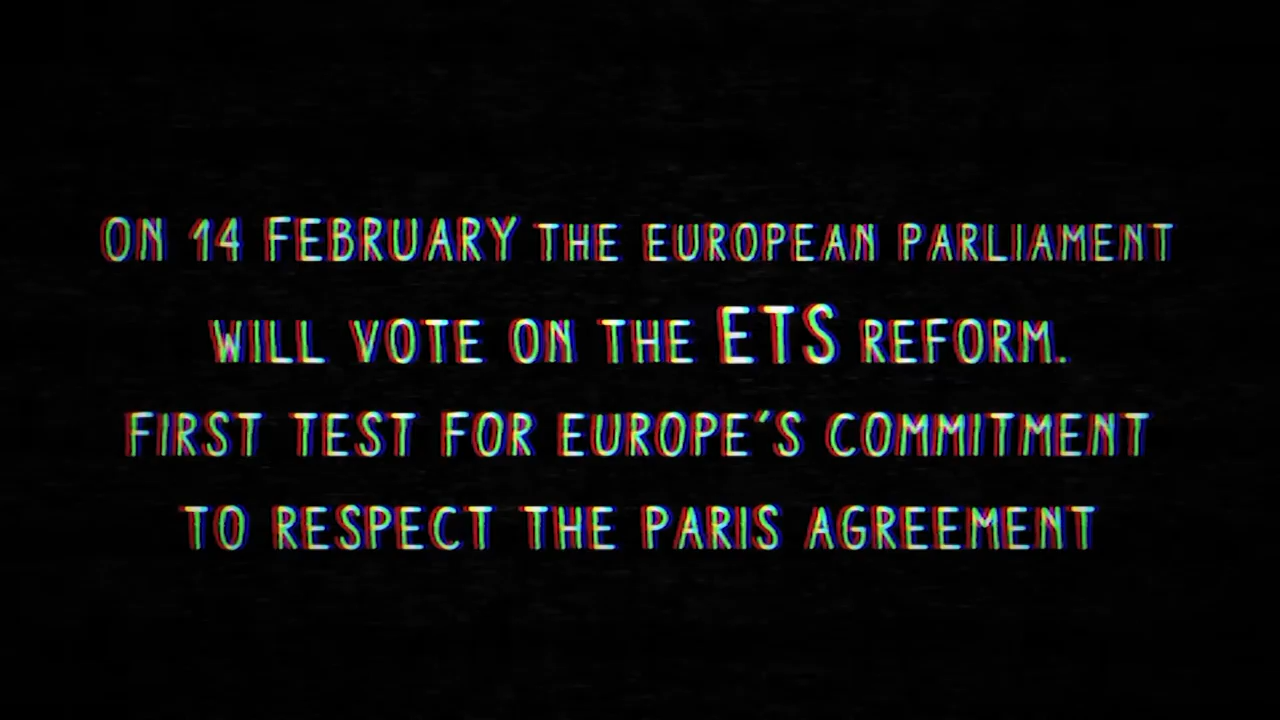 ON 14 FEBRUARY THE EUROPEAN PARLIAMENT
WILL VOTE ON THE ETS REFORM.
FIRST TEST FOR EUROPE'S COMMITMENT
TO RESPECT THE PARIS AGREEMENT